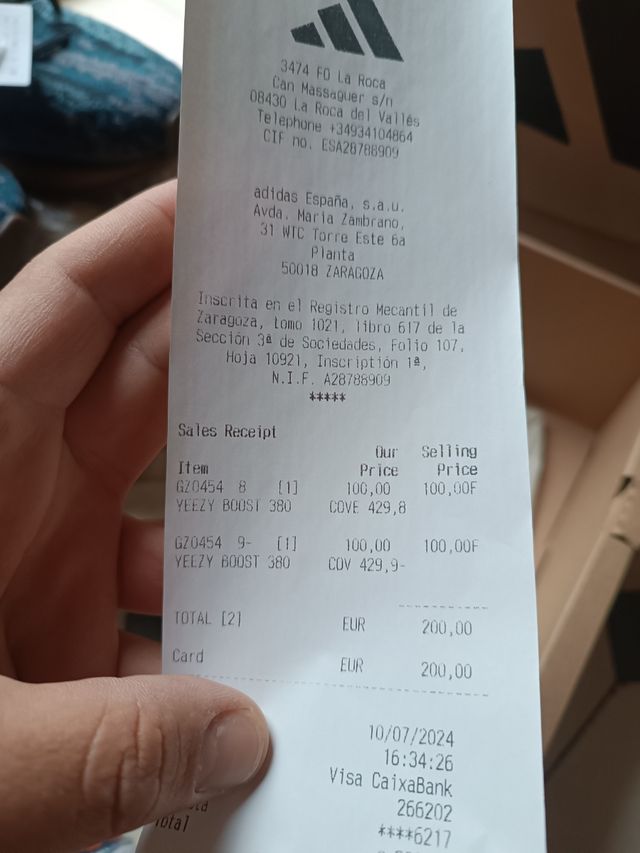 3474 FO La Roca
Can Massaguer s/n
08430 La Roca del Vallés
Telephone +34934104864
CIF no. ESA28788909
adidas España, s.a.u.
Avda. Maria Zambrano,
31 WTC Torre Este 6a
Planta
50018 ZARAGOZA
Inscrita en el Registro Mecantil de
Zaragoza, tomo 1021, libro 617 de la
Sección 3ª de Sociedades, Folio 107,
Hoja 10921, Inscription 1ª,
N.I.F. A28788909
*****
Sales Receipt
Our Selling
Item Price Price
GZ0454 8 [1] 100,00 100,00F
YEEZY BOOST 380 COVE 429,8
GZ0454 9- [1] 100,00 100,00F
YEEZY BOOST 380 COV 429,9-
TOTAL [2] EUR 200,00
Card EUR 200,00
10/07/2024
16:34:26
Visa CaixaBank
266202
Total ****6217